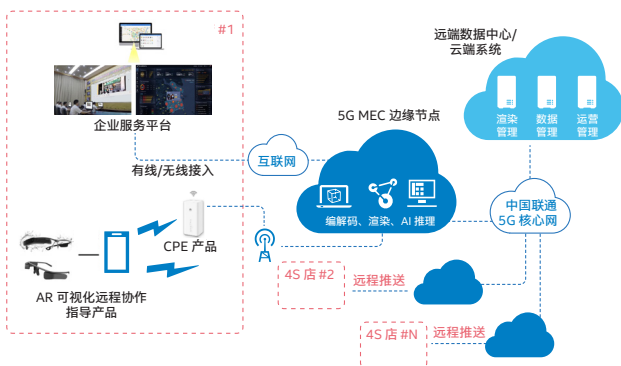 #1
企业服务平台
有线/无线接入
CPE 产品
AR 可视化远程协作
指导产品
互联网
5G MEC 边缘节点
编解码、渲染、AI 推理
远端数据中心/
云端系统
渲染
管理
数据
管理
运营
管理
中国联通
5G 核心网
4S 店 #2
远程推送
4S 店 #N
远程推送